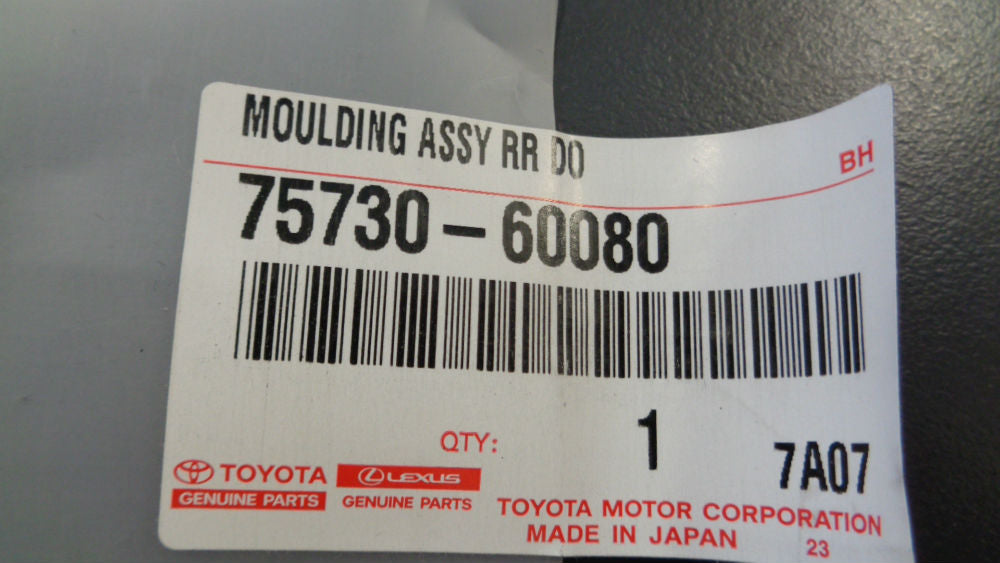 MOULDING ASSY RR DO
BH
75730-60080
QTY: 1
7A07
TOYOTA
GENUINE PARTS
LEXUS
GENUINE PARTS
TOYOTA MOTOR CORPORATION
MADE IN JAPAN 23